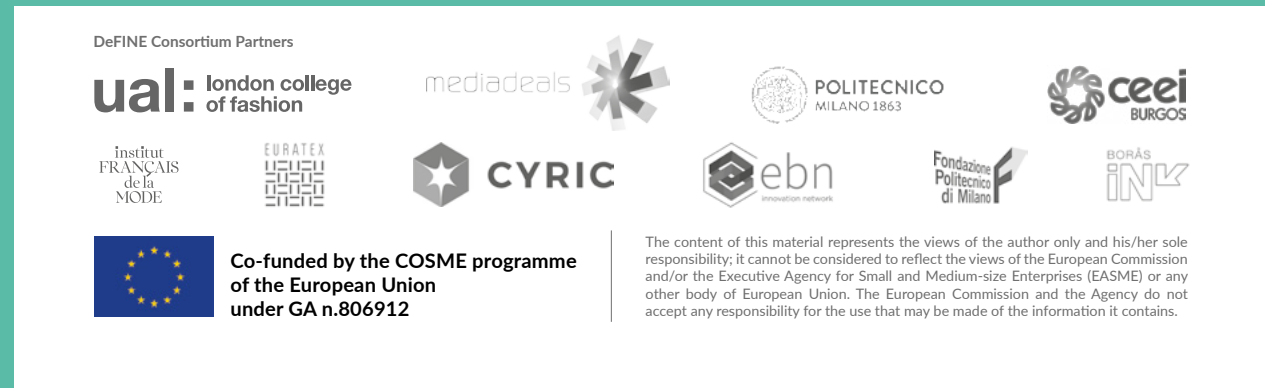 DeFINE Consortium Partners
ual: london college
of fashion
mediadeals
POLITECNICO
MILANO 1863
ceei
BURGOS
institut
FRANÇAIS
de la
MODE
EURATEX
CYRIC
ebn
innovation network
Fondazione
Politecnico
di Milano
BORÅS
iNK
Co-funded by the COSME programme
of the European Union
under GA n.806912
The content of this material represents the views of the author only and his/her sole
responsibility; it cannot be considered to reflect the views of the European Commission
and/or the Executive Agency for Small and Medium-size Enterprises (EASME) or any
other body of European Union. The European Commission and the Agency do not
accept any responsibility for the use that may be made of the information it contains.